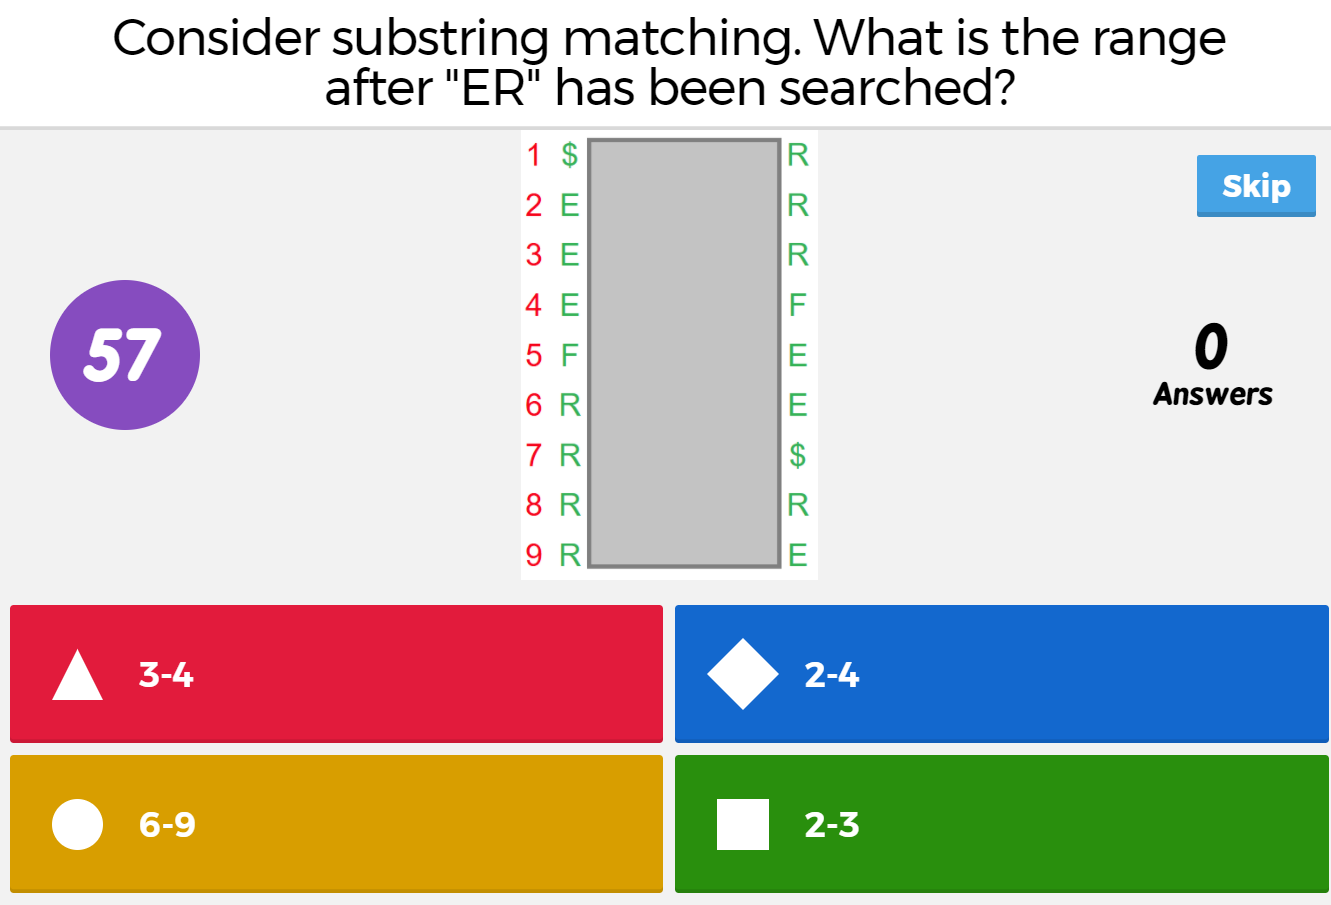 Consider substring matching. What is the range
after "ER" has been searched?
1 $ R
2 E R
3 E R
4 E F
5 F E
6 R E
7 R $
8 R R
9 R E
Skip
57
0
Answers
3-4
2-4
6-9
2-3